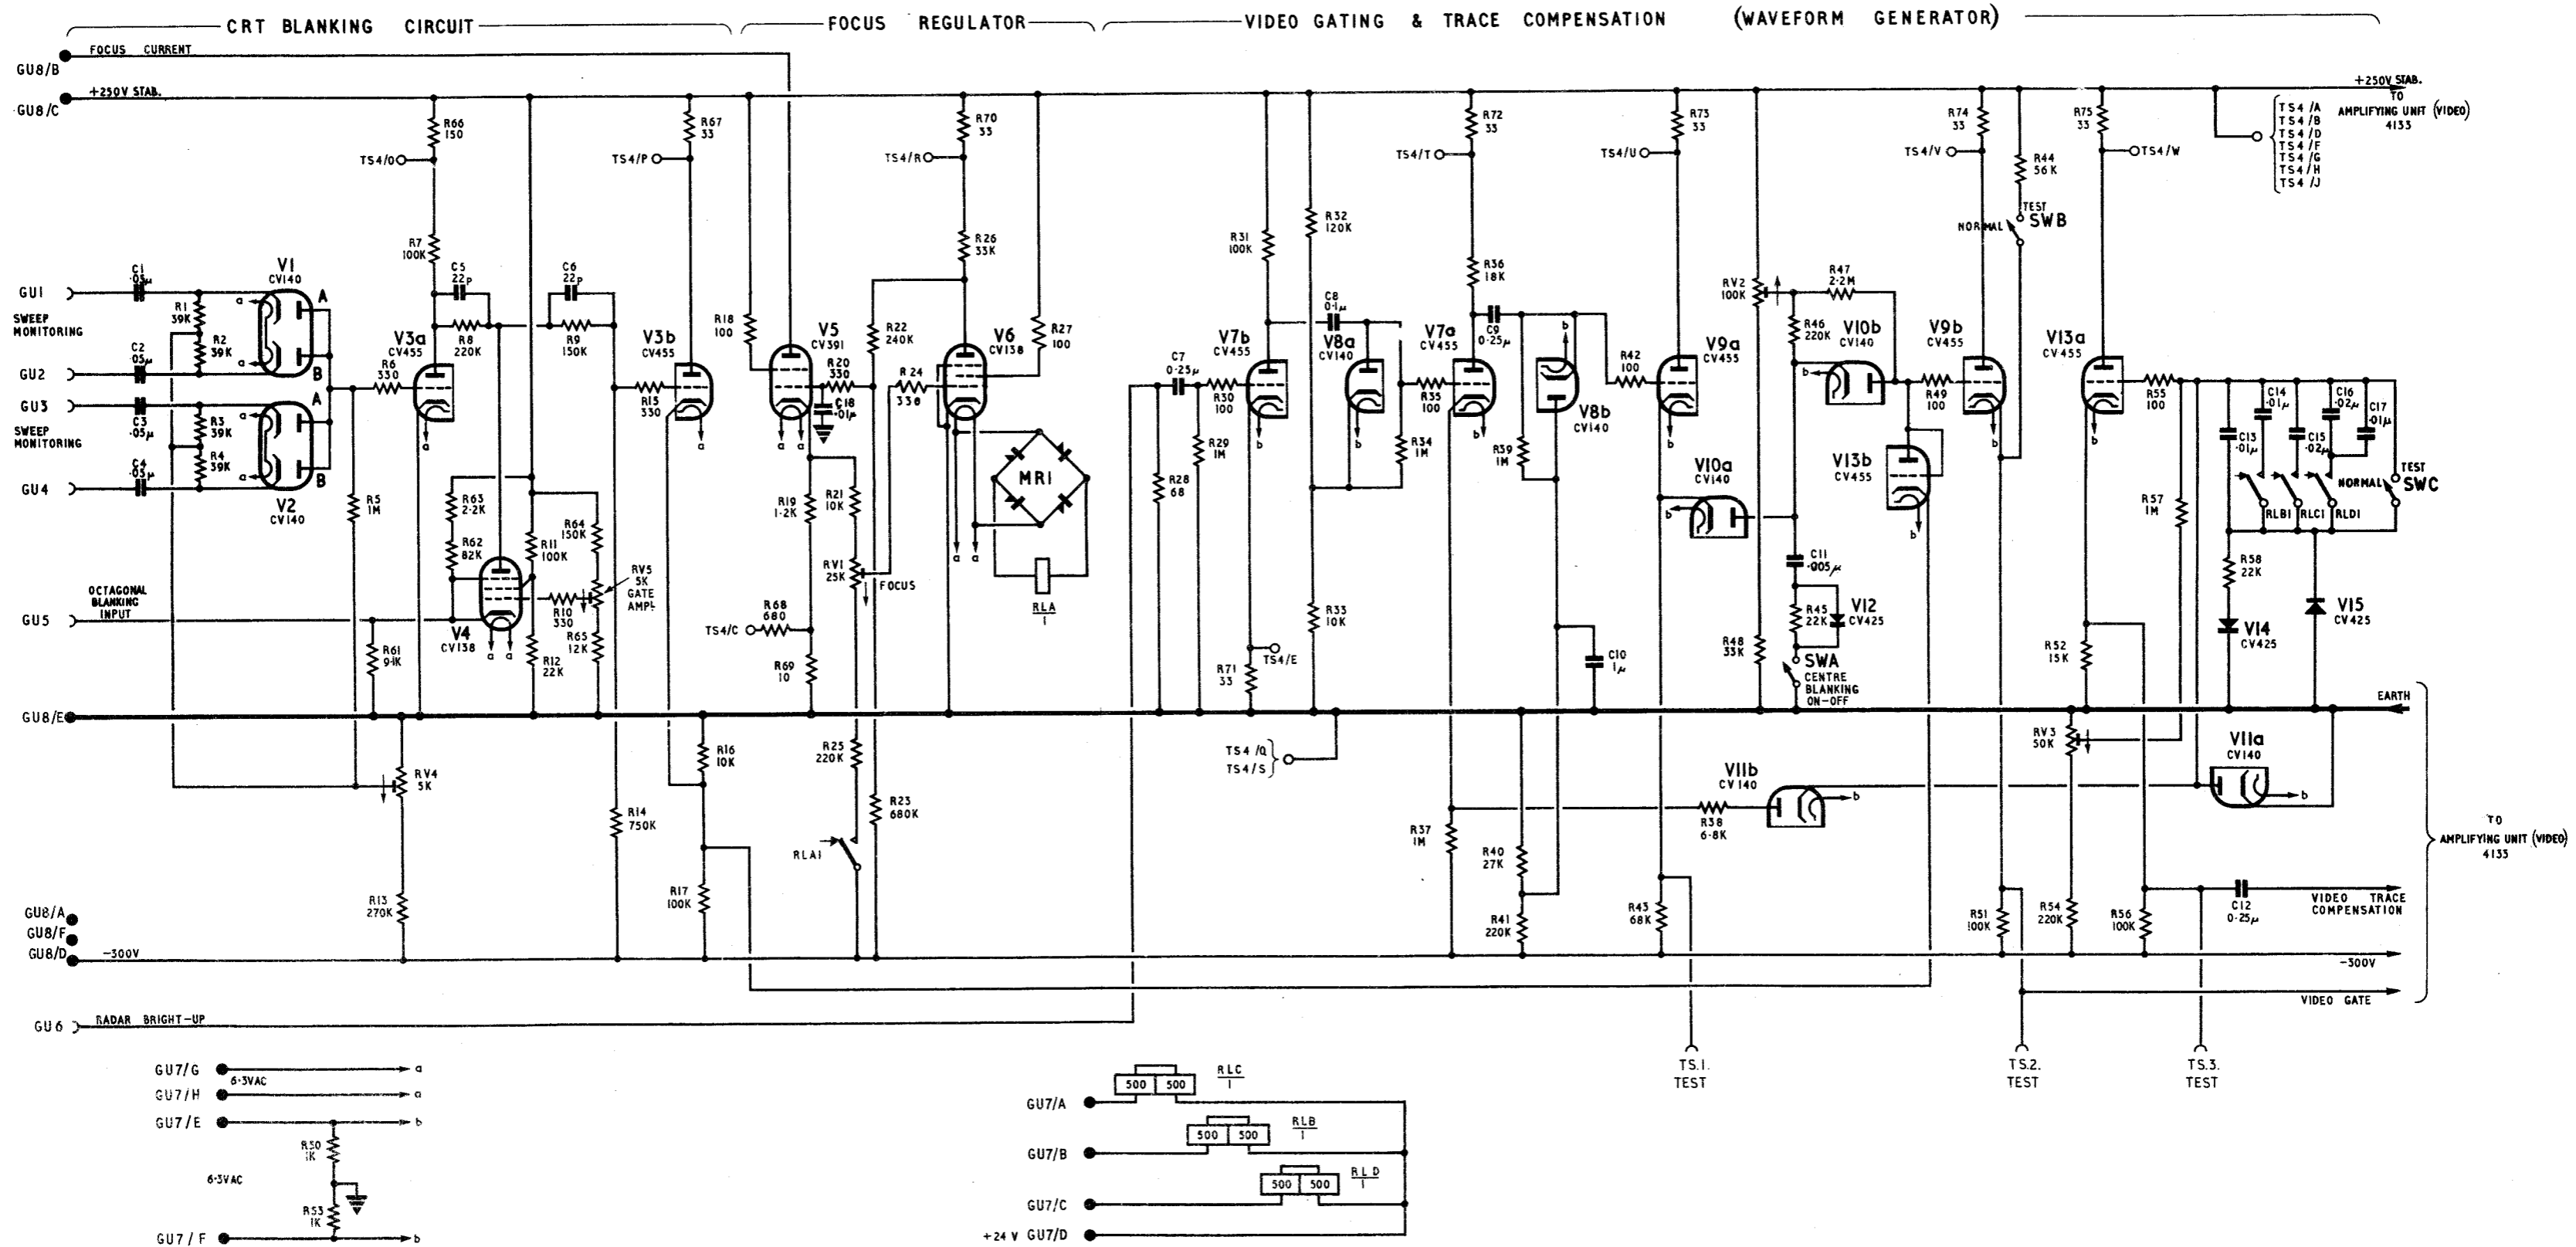 CRT BLANKING CIRCUIT
FOCUS REGULATOR
VIDEO GATING & TRACE COMPENSATION (WAVEFORM GENERATOR)
GU8/B
FOCUS CURRENT
GU8/C
+250V STAB.
+250V STAB.
TO
AMPLIFYING UNIT (VIDEO)
4133
TS4/A
TS4/B
TS4/D
TS4/F
TS4/G
TS4/H
TS4/J
R66
150
TS4/O
R67
33
TS4/P
R70
33
TS4/R
R72
33
TS4/T
R73
33
TS4/U
R74
33
TS4/V
R44
56K
R75
33
TS4/W
TEST
SWB
NORMAL
R7
100K
R26
33K
R31
100K
R32
120K
R36
18K
GU1
SWEEP
MONITORING
GU2
GU3
SWEEP
MONITORING
GU4
C1
.05µ
C2
.05µ
C3
.05µ
C4
.05µ
R1
39K
R2
39K
R3
39K
R4
39K
V1
CV140
A
B
a
a
A
B
a
a
V2
CV140
R5
1M
R6
330
V3a
CV455
a
C5
22p
R8
220K
C6
22p
R9
150K
V3b
CV455
R15
330
a
R18
100
V5
CV391
R20
330
C18
.01µ
a
a
R22
240K
R24
330
V6
CV138
R27
100
a
a
MR1
RLA
1
R19
1·2K
R21
10K
RV1
25K
FOCUS
R68
680
TS4/C
R69
10
R63
2·2K
R62
82K
R11
100K
R64
150K
RV5
5K
GATE
AMPL
R10
330
R65
12K
R12
22K
V4
CV138
a
a
GU5
OCTAGONAL
BLANKING
INPUT
R61
91K
C7
0·25µ
R30
100
V7b
CV455
b
R29
1M
R28
68
C8
0·1µ
V8a
CV140
b
R34
1M
R35
100
V7a
CV455
b
C9
0·25µ
R39
1M
b
V8b
CV140
R42
100
V9a
CV455
b
RV2
100K
R46
220K
R47
2·2M
V10b
CV140
b
R49
100
V9b
CV455
b
V10a
CV140
b
V13b
CV455
b
V13a
CV455
b
R55
100
R57
1M
C13
.01µ
C14
.01µ
C15
.02µ
C16
.02µ
C17
.01µ
RLB1
RLC1
RLD1
TEST
NORMAL
SWC
R58
22K
V14
CV425
V15
CV425
R33
10K
TS4/E
R71
33
C10
1µ
R48
33K
C11
.005µ
R45
22K
V12
CV425
SWA
CENTRE
BLANKING
ON-OFF
R52
15K
GU8/E
EARTH
TS4/Q
TS4/S
RV4
5K
R13
270K
R14
750K
R16
10K
R17
100K
R25
220K
RLA1
R23
680K
R37
1M
R38
6·8K
V11b
CV140
b
RV3
50K
V11a
CV140
b
R40
27K
R41
220K
R43
68K
R51
100K
R54
220K
R56
100K
C12
0·25µ
VIDEO TRACE
COMPENSATION
TO
AMPLIFYING UNIT (VIDEO)
4133
GU8/A
GU8/F
GU8/D
-300V
-300V
VIDEO GATE
GU6
RADAR BRIGHT-UP
TS.1.
TEST
TS.2.
TEST
TS.3.
TEST
GU7/G
6·3VAC
a
GU7/H
a
GU7/E
b
R50
1K
6·3VAC
R53
1K
GU7/F
b
GU7/A
500 500
RLC
1
GU7/B
500 500
RLB
1
GU7/C
500 500
RLD
1
+24 V GU7/D